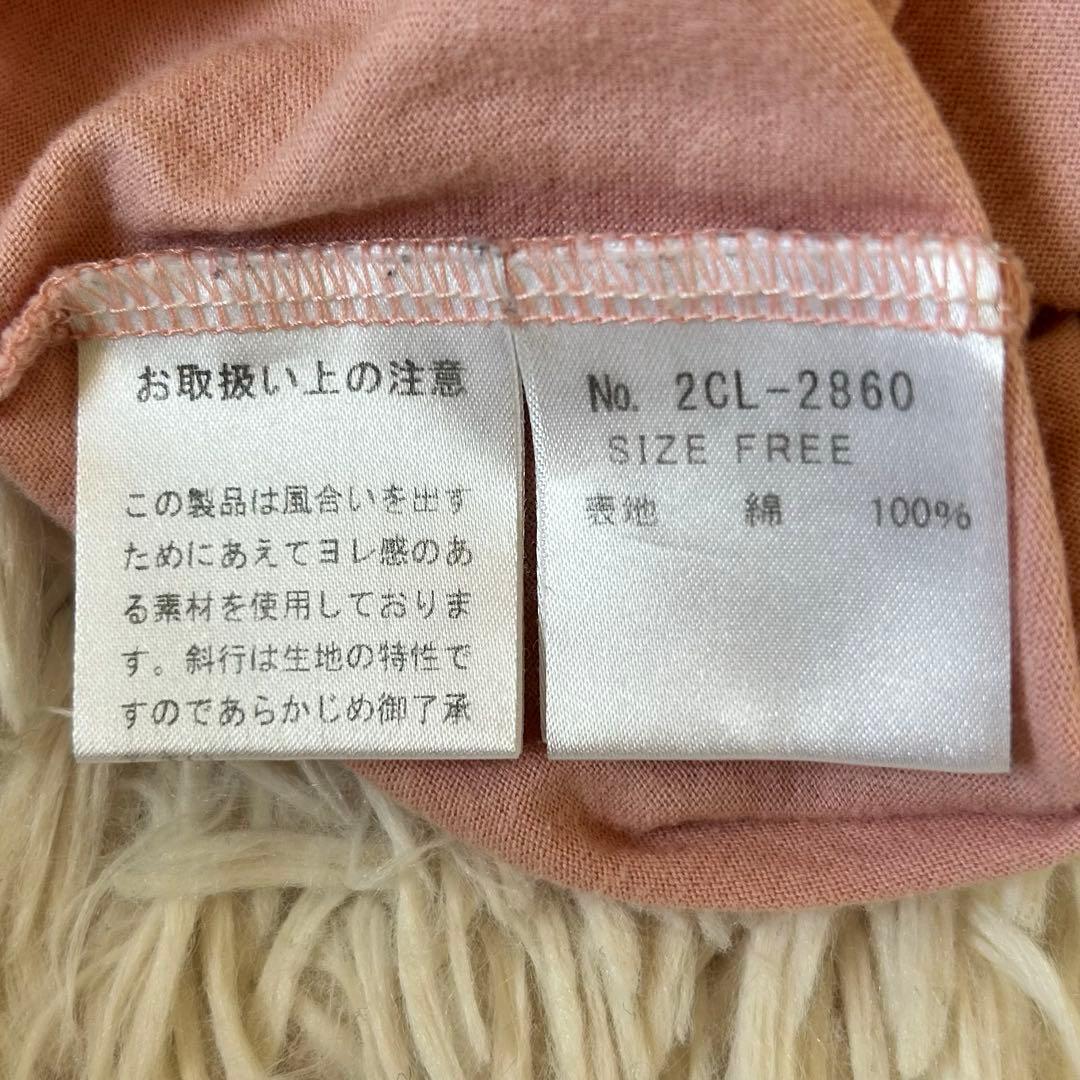 お取扱い上の注意
この製品は風合いを出す
ためにあえてヨレ感のあ
る素材を使用しておりま
す。斜行は生地の特性で
すのであらかじめ御了承
No. 2CL-2860
SIZE FREE
表地 綿 100%